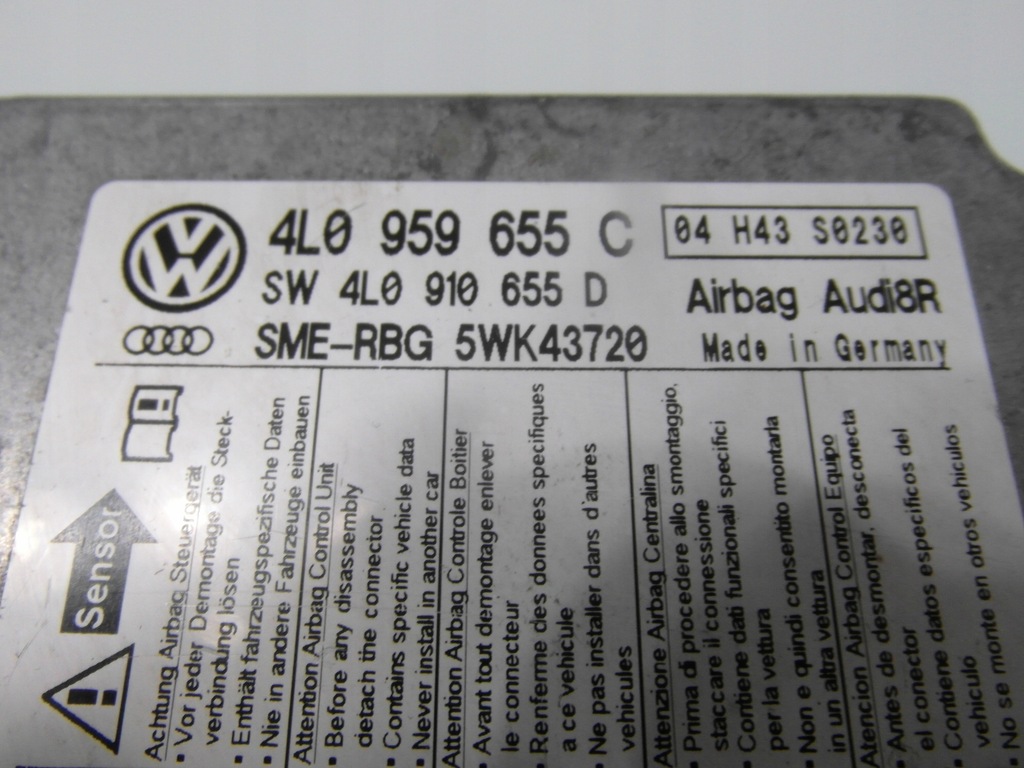 4L0 959 655 C
04 H43 S0230
SW 4L0 910 655 D
Airbag Audi8R
SME-RBG 5WK43720
Made in Germany
Sensor
Achtung Airbag Steuergerät
• Vor jeder Demontage die Steck-
verbindung lösen
• Enthält fahrzeugspezifische Daten
• Nie in andere Fahrzeuge einbauen
Attention Airbag Control Unit
• Before any disassembly
detach the connector
• Contains specific vehicle data
• Never install in another car
Attention Airbag Controle Boitier
• Avant tout demontage enlever
le connecteur
• Renferme des donnees specifiques
a ce vehicule
• Ne pas installer dans d'autres
vehicules
Attenzione Airbag Centralina
• Prima di procedere allo smontaggio,
staccare il connessione
• Contiene dati funzionali specifici
per la vettura
• Non e quindi consentito montarla
in un altra vettura
Atencion Airbag Control Equipo
• Antes de desmontar, desconecta
el conector
• Contiene datos especificos del
vehiculo
• No se monte en otros vehiculos